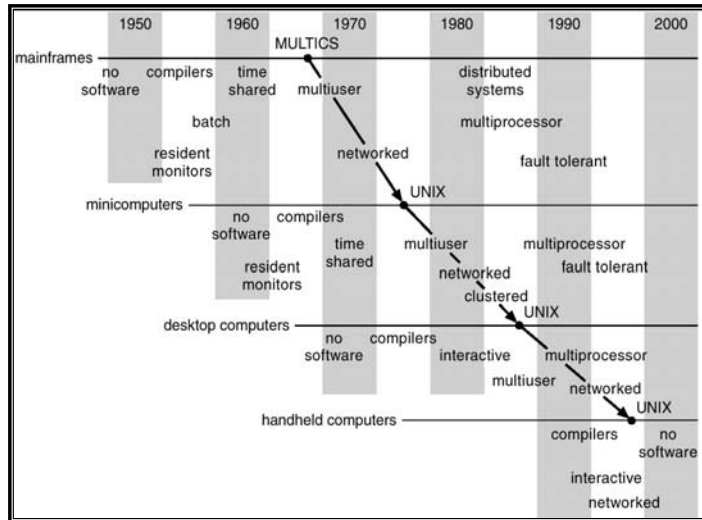 1950 1960 1970 1980 1990 2000
MULTICS
mainframes
no compilers time distributed
software shared multiuser systems
batch multiprocessor
resident networked fault tolerant
monitors
UNIX
minicomputers
no compilers
software
time multiuser multiprocessor
shared
resident networked fault tolerant
monitors
clustered
UNIX
desktop computers
no compilers
software interactive multiprocessor
multiuser
networked
UNIX
handheld computers
compilers no
software
interactive
networked